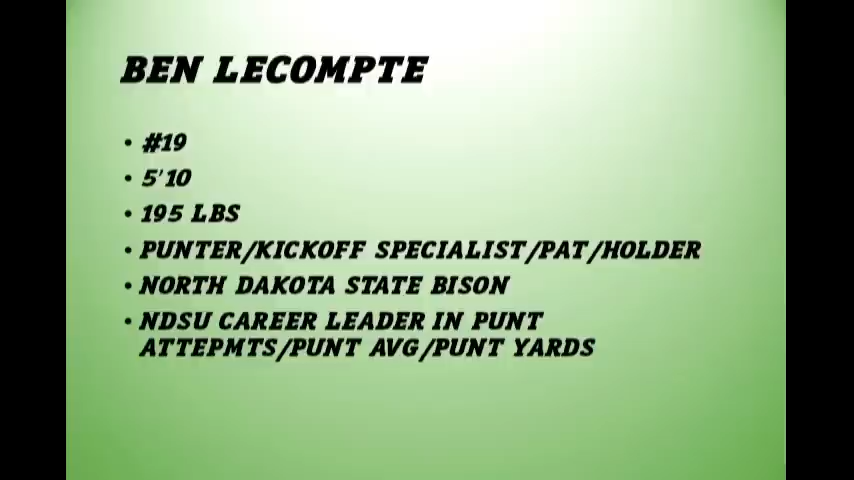 BEN LECOMPTE
• #19
• 5'10
• 195 LBS
• PUNTER/KICKOFF SPECIALIST/PAT/HOLDER
• NORTH DAKOTA STATE BISON
• NDSU CAREER LEADER IN PUNT
ATTEPMTS/PUNT AVG/PUNT YARDS